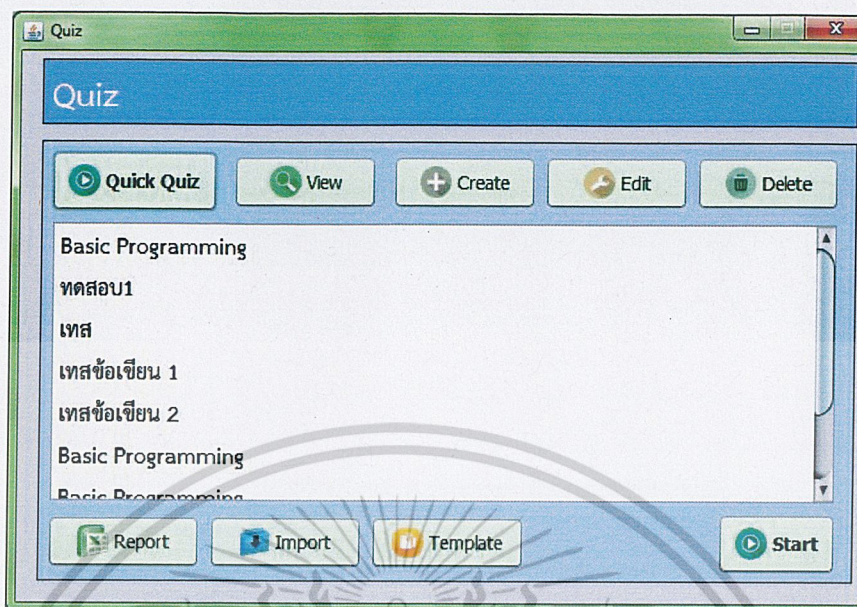 Quiz
Quiz
Quick Quiz View Create Edit Delete
Basic Programming
ทดสอบ1
เทส
เทสข้อเขียน 1
เทสข้อเขียน 2
Basic Programming
Basic Programming
Report Import Template Start